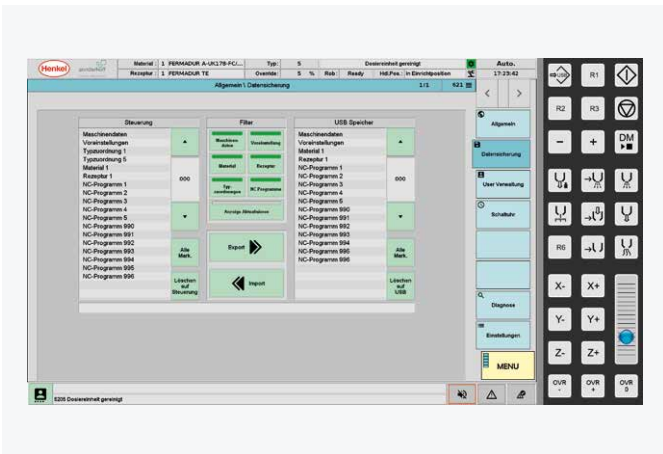 Henkel
sonderhoff
Material : 1 PERMADUR A-UK178-FC/... Typ: 5 Dosiereinheit gereinigt Auto.
Rezeptur : 1 PERMADUR TE Override: 5 % Rob: Ready Hdl.Pos.: in Einrichtposition 17:23:42
Allgemein \ Datensicherung 1/1 621
< >
Steuerung
Maschinendaten
Voreinstellungen
Typzuordnung 1
Typzuordnung 5
Material 1
Rezeptur 1
NC-Programm 1
NC-Programm 2
NC-Programm 3
NC-Programm 4
NC-Programm 5
NC-Programm 990
NC-Programm 991
NC-Programm 992
NC-Programm 993
NC-Programm 994
NC-Programm 995
NC-Programm 996
000
Alle
Mark.
Löschen
auf
Steuerung
Filter
Maschinen-
daten
Voreinstellung
Material
Rezeptur
Typ-
zuordnungen
NC Programme
Anzeige Aktualisieren
Export
Import
USB Speicher
Maschinendaten
Voreinstellungen
Material 1
Rezeptur 1
NC-Programm 1
NC-Programm 2
NC-Programm 3
NC-Programm 4
NC-Programm 5
NC-Programm 990
NC-Programm 991
NC-Programm 992
NC-Programm 993
NC-Programm 994
NC-Programm 995
NC-Programm 996
000
Alle
Mark.
Löschen
auf
USB
Allgemein
Datensicherung
User Verwaltung
Schaltuhr
Diagnose
Einstellungen
MENU
5205 Dosiereinheit gereinigt
R1
R2
R3
-
+
DM
R6
X-
X+
Y-
Y+
Z-
Z+
OVR
-
OVR
+
OVR
0